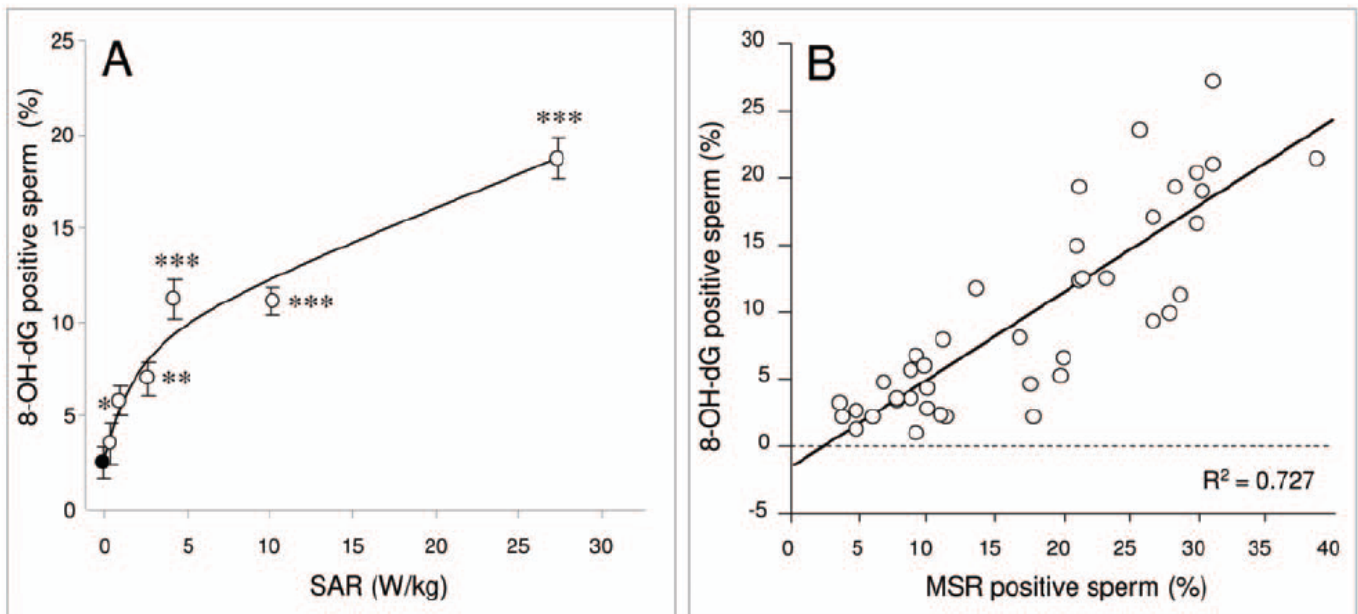 A
8-OH-dG positive sperm (%)
25
20
15
10
5
0
***
***
***
**
*
0 5 10 15 20 25 30
SAR (W/kg)
B
8-OH-dG positive sperm (%)
30
25
20
15
10
5
0
-5
R² = 0.727
0 5 10 15 20 25 30 35 40
MSR positive sperm (%)